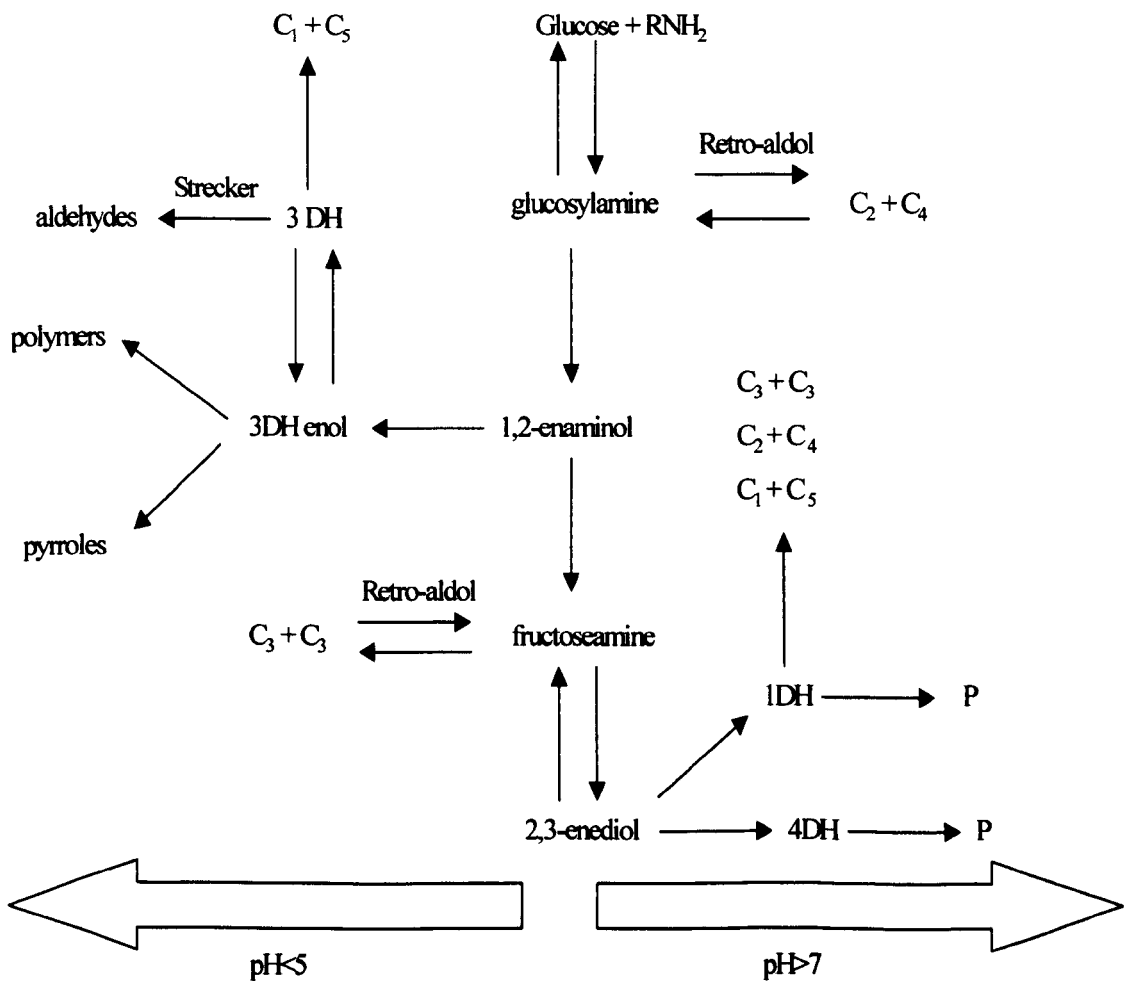 C₁ + C₅
Glucose + RNH₂
Retro-aldol
Strecker
aldehydes
3 DH
glucosylamine
C₂ + C₄
polymers
3DH enol
1,2-enaminol
C₃ + C₃
C₂ + C₄
C₁ + C₅
pyrroles
Retro-aldol
C₃ + C₃
fructoseamine
1DH
P
2,3-enediol
4DH
P
pH<5
pH>7